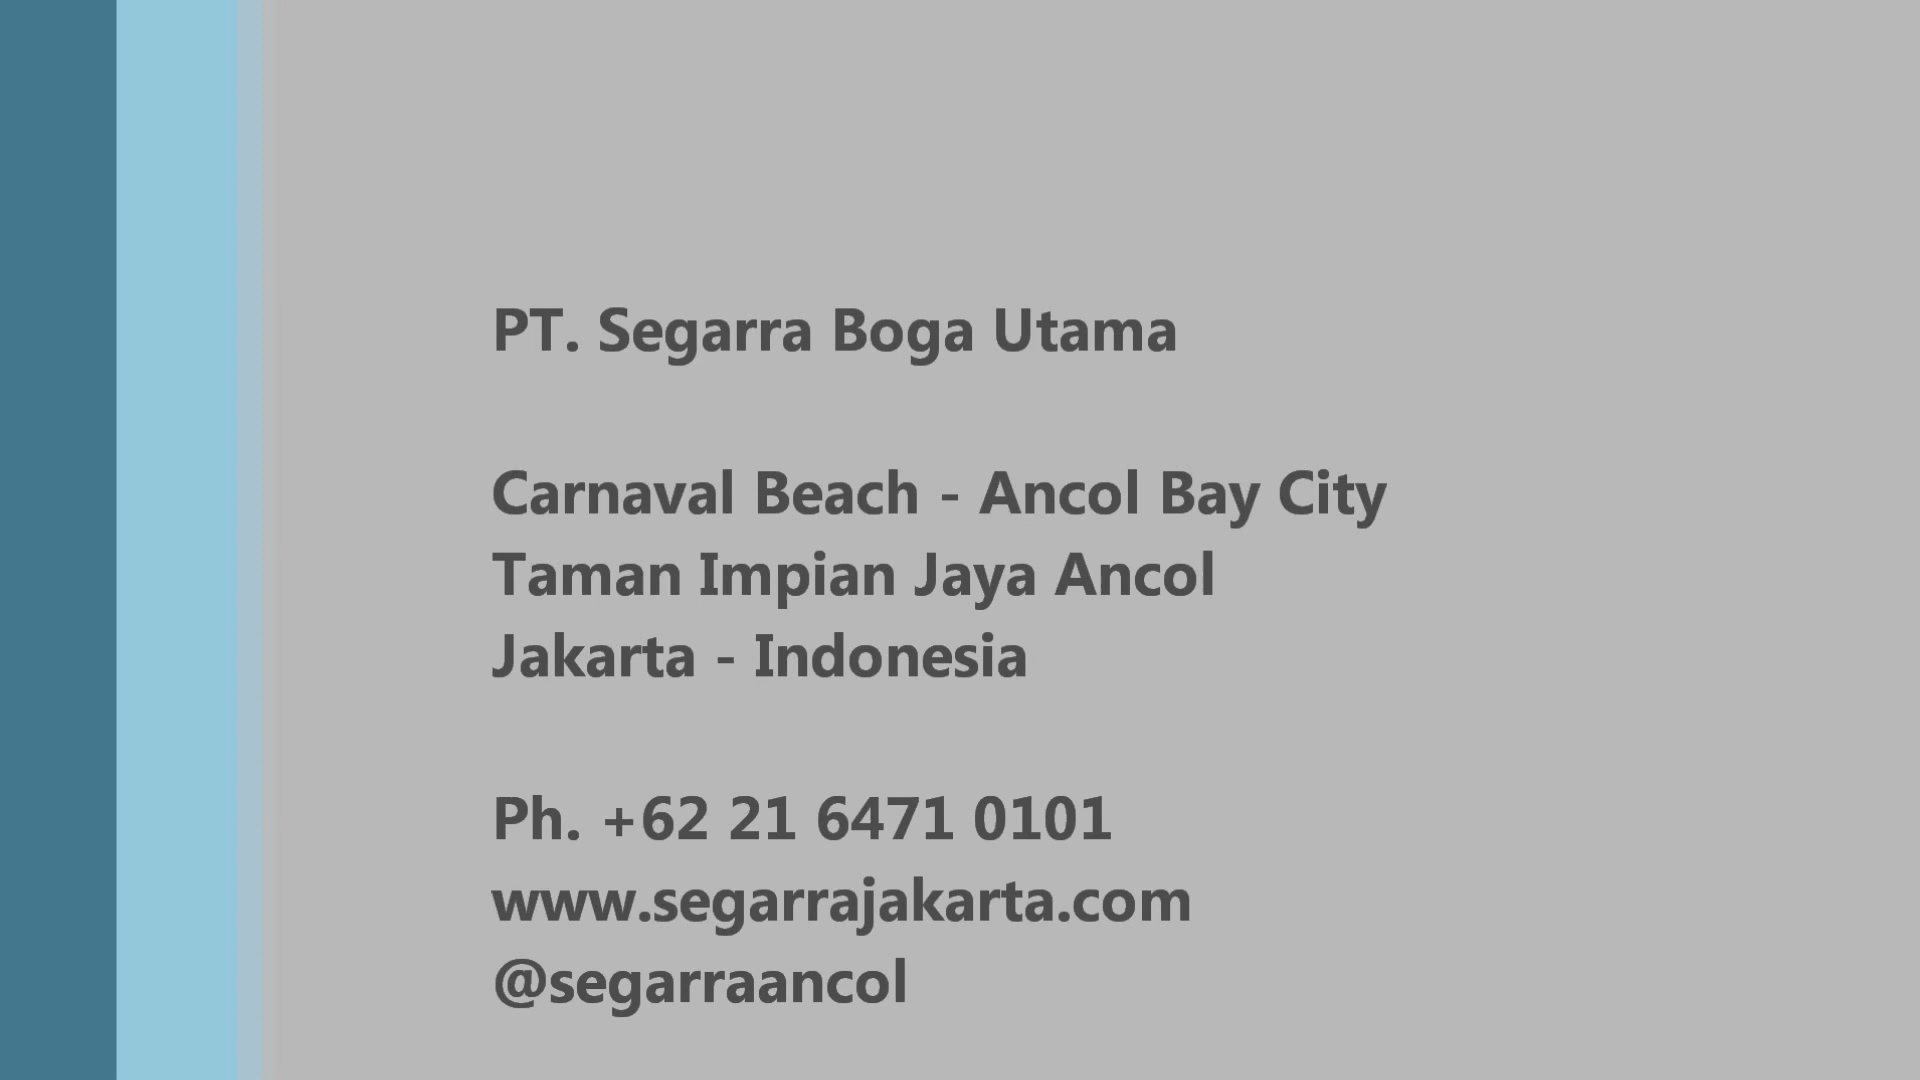 PT. Segarra Boga Utama
Carnaval Beach - Ancol Bay City
Taman Impian Jaya Ancol
Jakarta - Indonesia
Ph. +62 21 6471 0101
www.segarrajakarta.com
@segarraancol